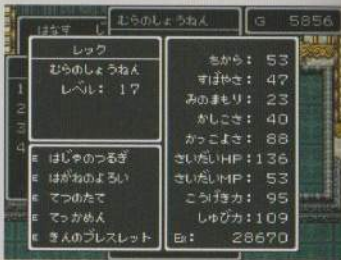 はなす じ
むらのしょうねん
G 5856
1
2
3
4
レック
むらのしょうねん
レベル: 17
E はじゃのつるぎ
E はがねのよろい
E てつのたて
E てっかめん
E きんのブレスレット
ちから: 53
すばやさ: 47
みのまもり: 23
かしこさ: 40
かっこよさ: 88
さいだいHP:136
さいだいMP: 53
こうげき力: 95
しゅび力:109
Ex: 28670